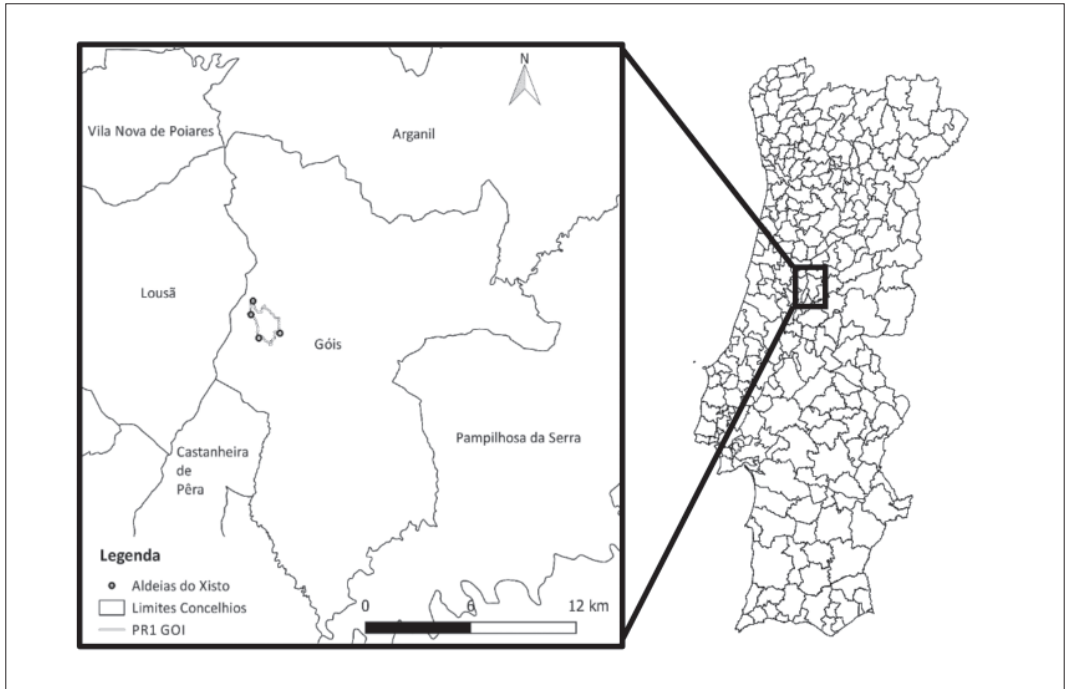 N
Vila Nova de Poiares
Arganil
Lousã
Góis
Pampilhosa da Serra
Castanheira
de
Pêra
Legenda
Aldeias do Xisto
Limites Concelhios
PR1 GOI
0 6 12 km